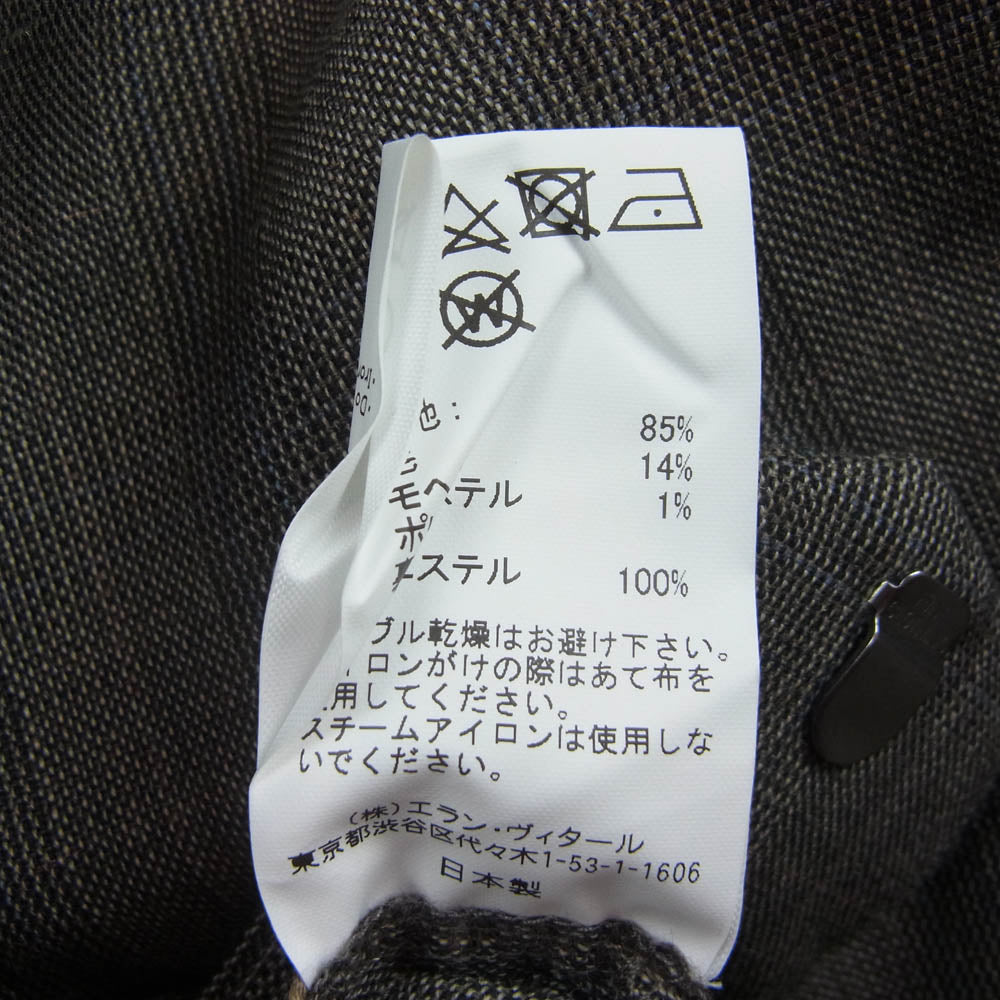 地: 85%
14%
1%
ポ
エステル 100%
ブル乾燥はお避け下さい。
イロンがけの際はあて布を
用してください。
スチームアイロンは使用しな
いでください。
(株)エラン・ヴィタール
東京都渋谷区代々木1-53-1-1606
日本製